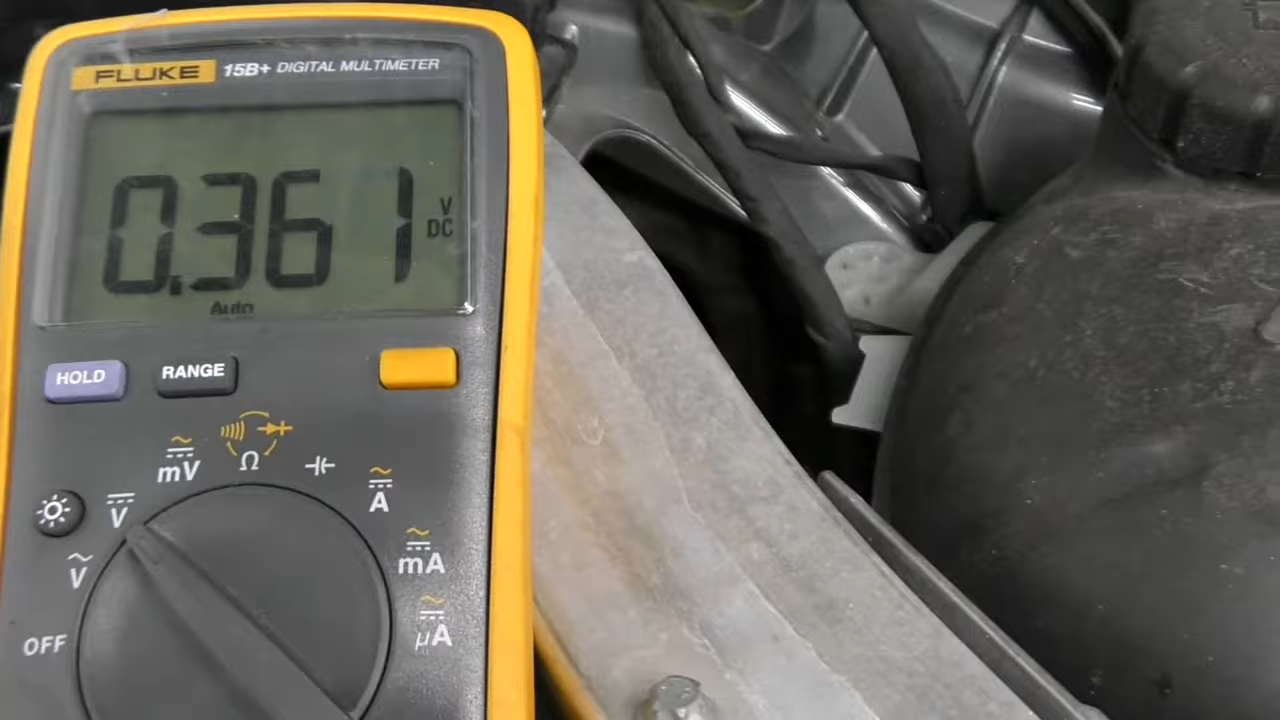 FLUKE 15B+ DIGITAL MULTIMETER
0.361 V DC
Auto
HOLD RANGE
Ω
mV
A
V
mA
V
μA
OFF